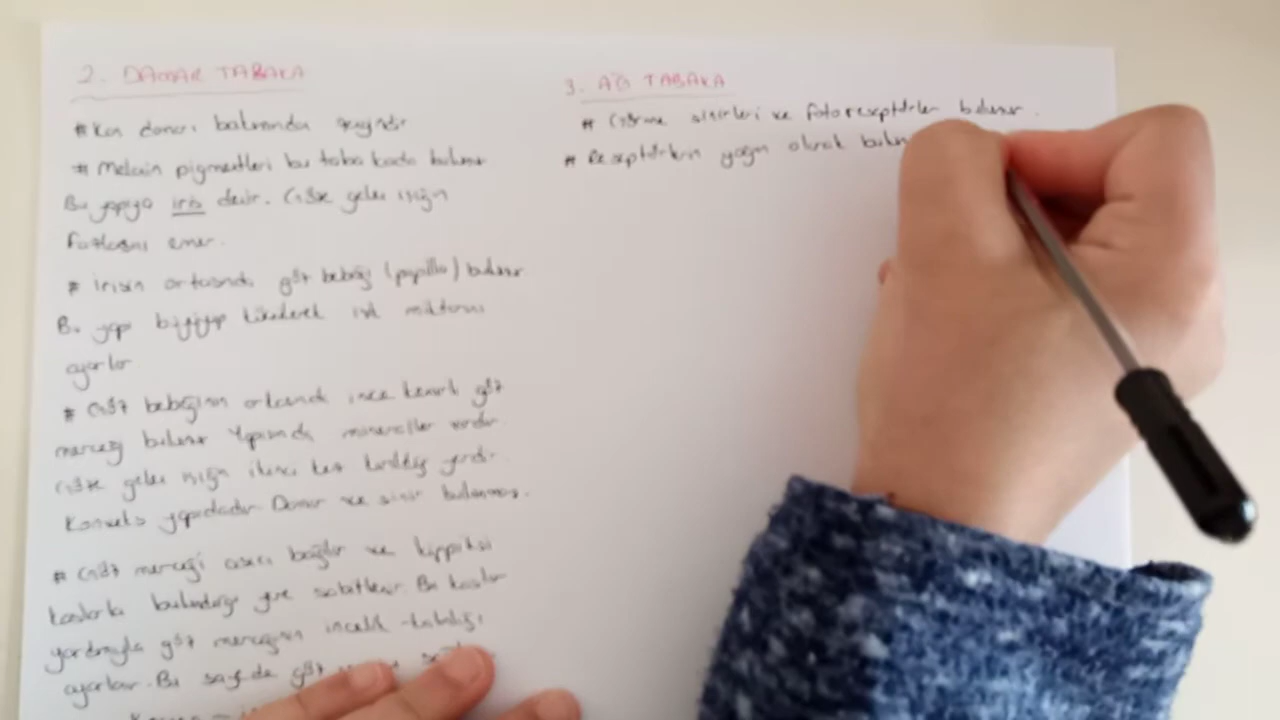 2. DAMAR TABAKA
# Kan damarı bakımından zengindir
# Melanin pigmentleri bu tabakada bulunur
Bu yapıya iris denir. Göze gelen ışığın
fazlasını emer.
# İrisin ortasında göz bebeği (pupilla) bulunur
Bu yapı büyüyüp küçülerek ışık miktarını
ayarlar
# Göz bebeğinin arkasında ince kenarlı göz
merceği bulunur Yapısında mineraller vardır
Göze gelen ışığın ikinci kez kırıldığı yerdir.
Konveks yapıdadır. Damar ve sinir bulunmaz.
# Göz merceği asıcı bağlar ve kirpiksi
kaslarla bulunduğu yere sabitlenir. Bu kaslar
yardımıyla göz merceğinin incelik-kalınlığı
ayarlanır. Bu sayede göz
3. AĞ TABAKA
# Görme sinirleri ve fotoreseptörler bulunur.
# Reseptörlerin yoğun olarak bulun